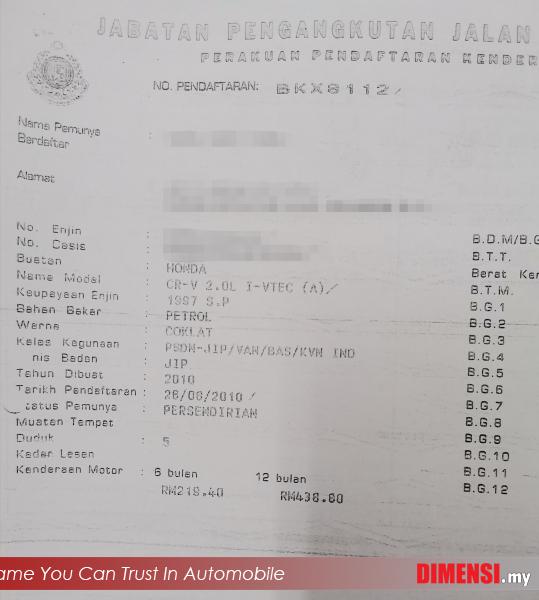 JABATAN PENGANGKUTAN JALAN
PERAKUAN PENDAFTARAN KENDER
NO. PENDAFTARAN: BKX8112
Nama Pemunya
Berdaftar :
Alamat :
No. Enjin :
No. Casis :
Buatan : HONDA
Name Model : CR-V 2.0L I-VTEC (A)
Keupayaan Enjin : 1997 S.P
Bahan Bakar : PETROL
Warna : COKLAT
Kelas Kegunaan : PSDN-JIP/VAN/BAS/KVN IND
nis Badan : JIP
Tahun Dibuat : 2010
Tarikh Pendaftaran : 26/08/2010
tatus Pemunya : PERSENDIRIAN
Muatan Tempat
Duduk : 5
Kadar Lesen
Kenderaan Motor : 6 bulan 12 bulan
RM219.40 RM438.80
B.D.M/B.G
B.T.T.
Berat Ken
B.T.M.
B.G.1
B.G.2
B.G.3
B.G.4
B.G.5
B.G.6
B.G.7
B.G.8
B.G.9
B.G.10
B.G.11
B.G.12
ame You Can Trust In Automobile
DIMENSI.my